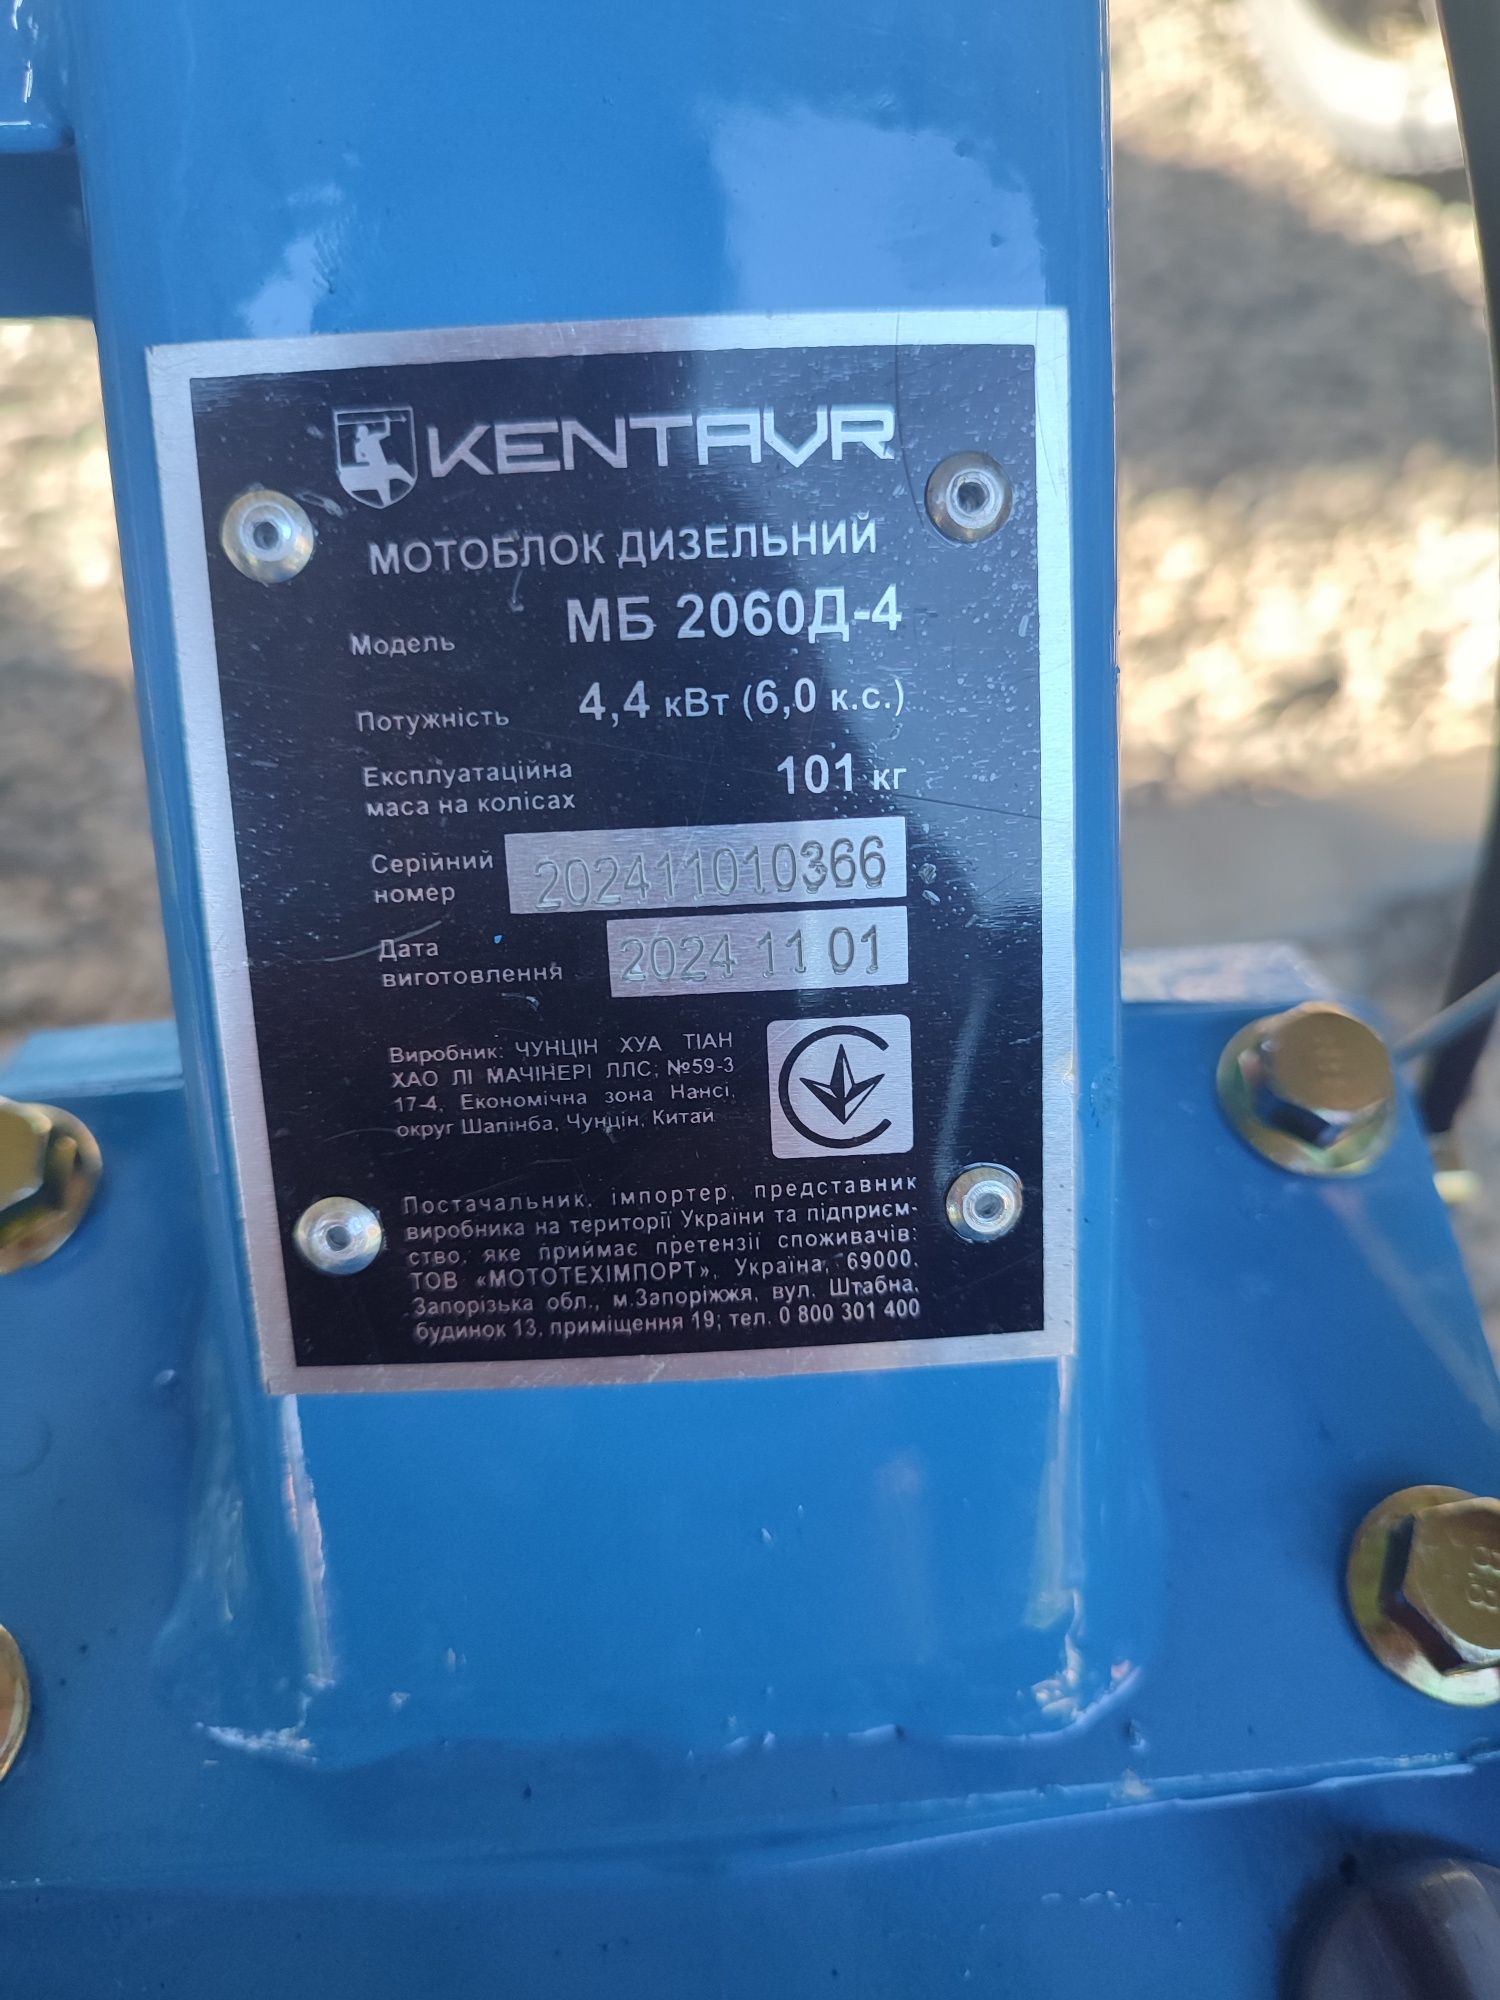 KENTAVR
МОТОБЛОК ДИЗЕЛЬНИЙ
Модель МБ 2060Д-4
Потужність 4,4 кВт (6,0 к.с.)
Експлуатаційна
маса на колісах 101 кг
Серійний
номер 202411010366
Дата
виготовлення 2024 11 01
Виробник: ЧУНЦІН ХУА ТІАН
ХАО ЛІ МАЧІНЕРІ ЛЛС; №59-3
17-4, Економічна зона Нансі,
округ Шапінба, Чунцін, Китай
Постачальник, імпортер, представник
виробника на території України та підприєм-
ство, яке приймає претензії споживачів:
ТОВ «МОТОТЕХІМПОРТ», Україна, 69000,
Запорізька обл., м.Запоріжжя, вул. Штабна,
будинок 13, приміщення 19; тел. 0 800 301 400
8.8